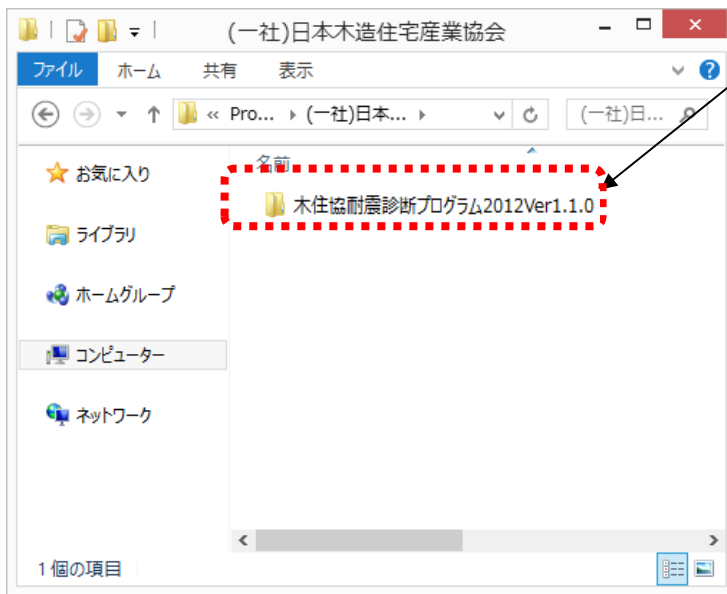 (一社)日本木造住宅産業協会
ファイル ホーム 共有 表示
« Pro... ▸ (一社)日本... ▸ (一社)日...
お気に入り
名前
木住協耐震診断プログラム2012Ver1.1.0
ライブラリ
ホームグループ
コンピューター
ネットワーク
1 個の項目